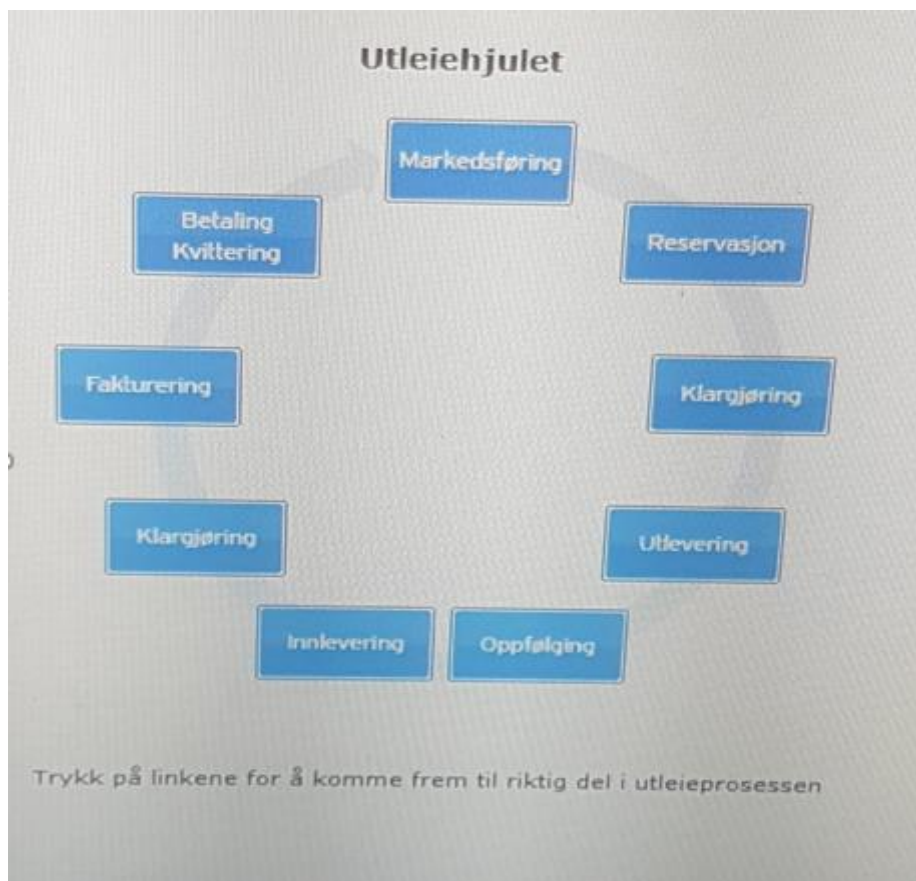 Utleiehjulet
Markedsføring
Reservasjon
Klargjøring
Utlevering
Oppfølging
Innlevering
Klargjøring
Fakturering
Betaling
Kvittering
Trykk på linkene for å komme frem til riktig del i utleieprosessen